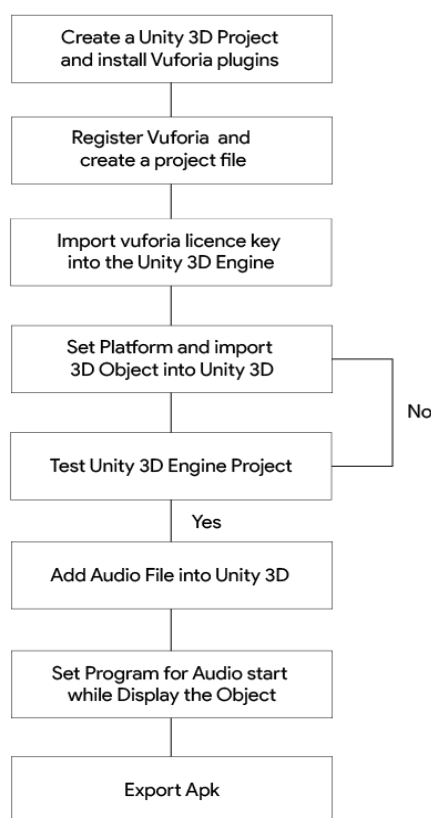 Create a Unity 3D Project
and install Vuforia plugins
Register Vuforia and
create a project file
Import vuforia licence key
into the Unity 3D Engine
Set Platform and import
3D Object into Unity 3D
No
Test Unity 3D Engine Project
Yes
Add Audio File into Unity 3D
Set Program for Audio start
while Display the Object
Export Apk